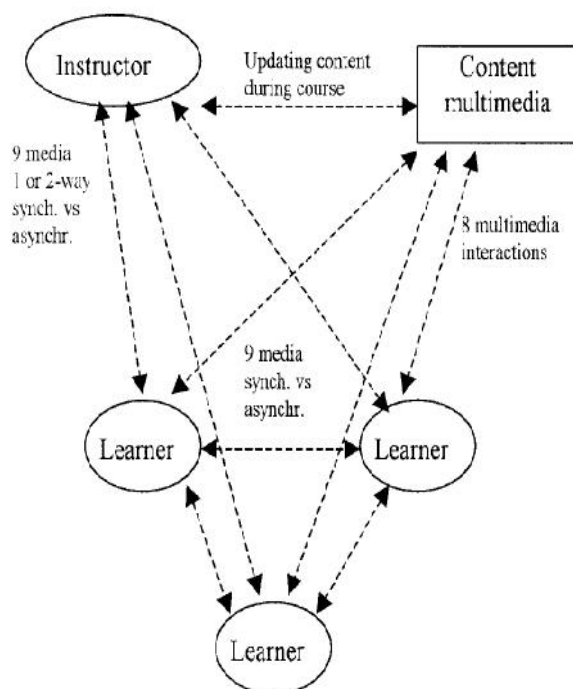 Instructor
Updating content
during course
Content
multimedia
9 media
1 or 2-way
synch. vs
asynchr.
8 multimedia
interactions
9 media
synch. vs
asynchr.
Learner
Learner
Learner